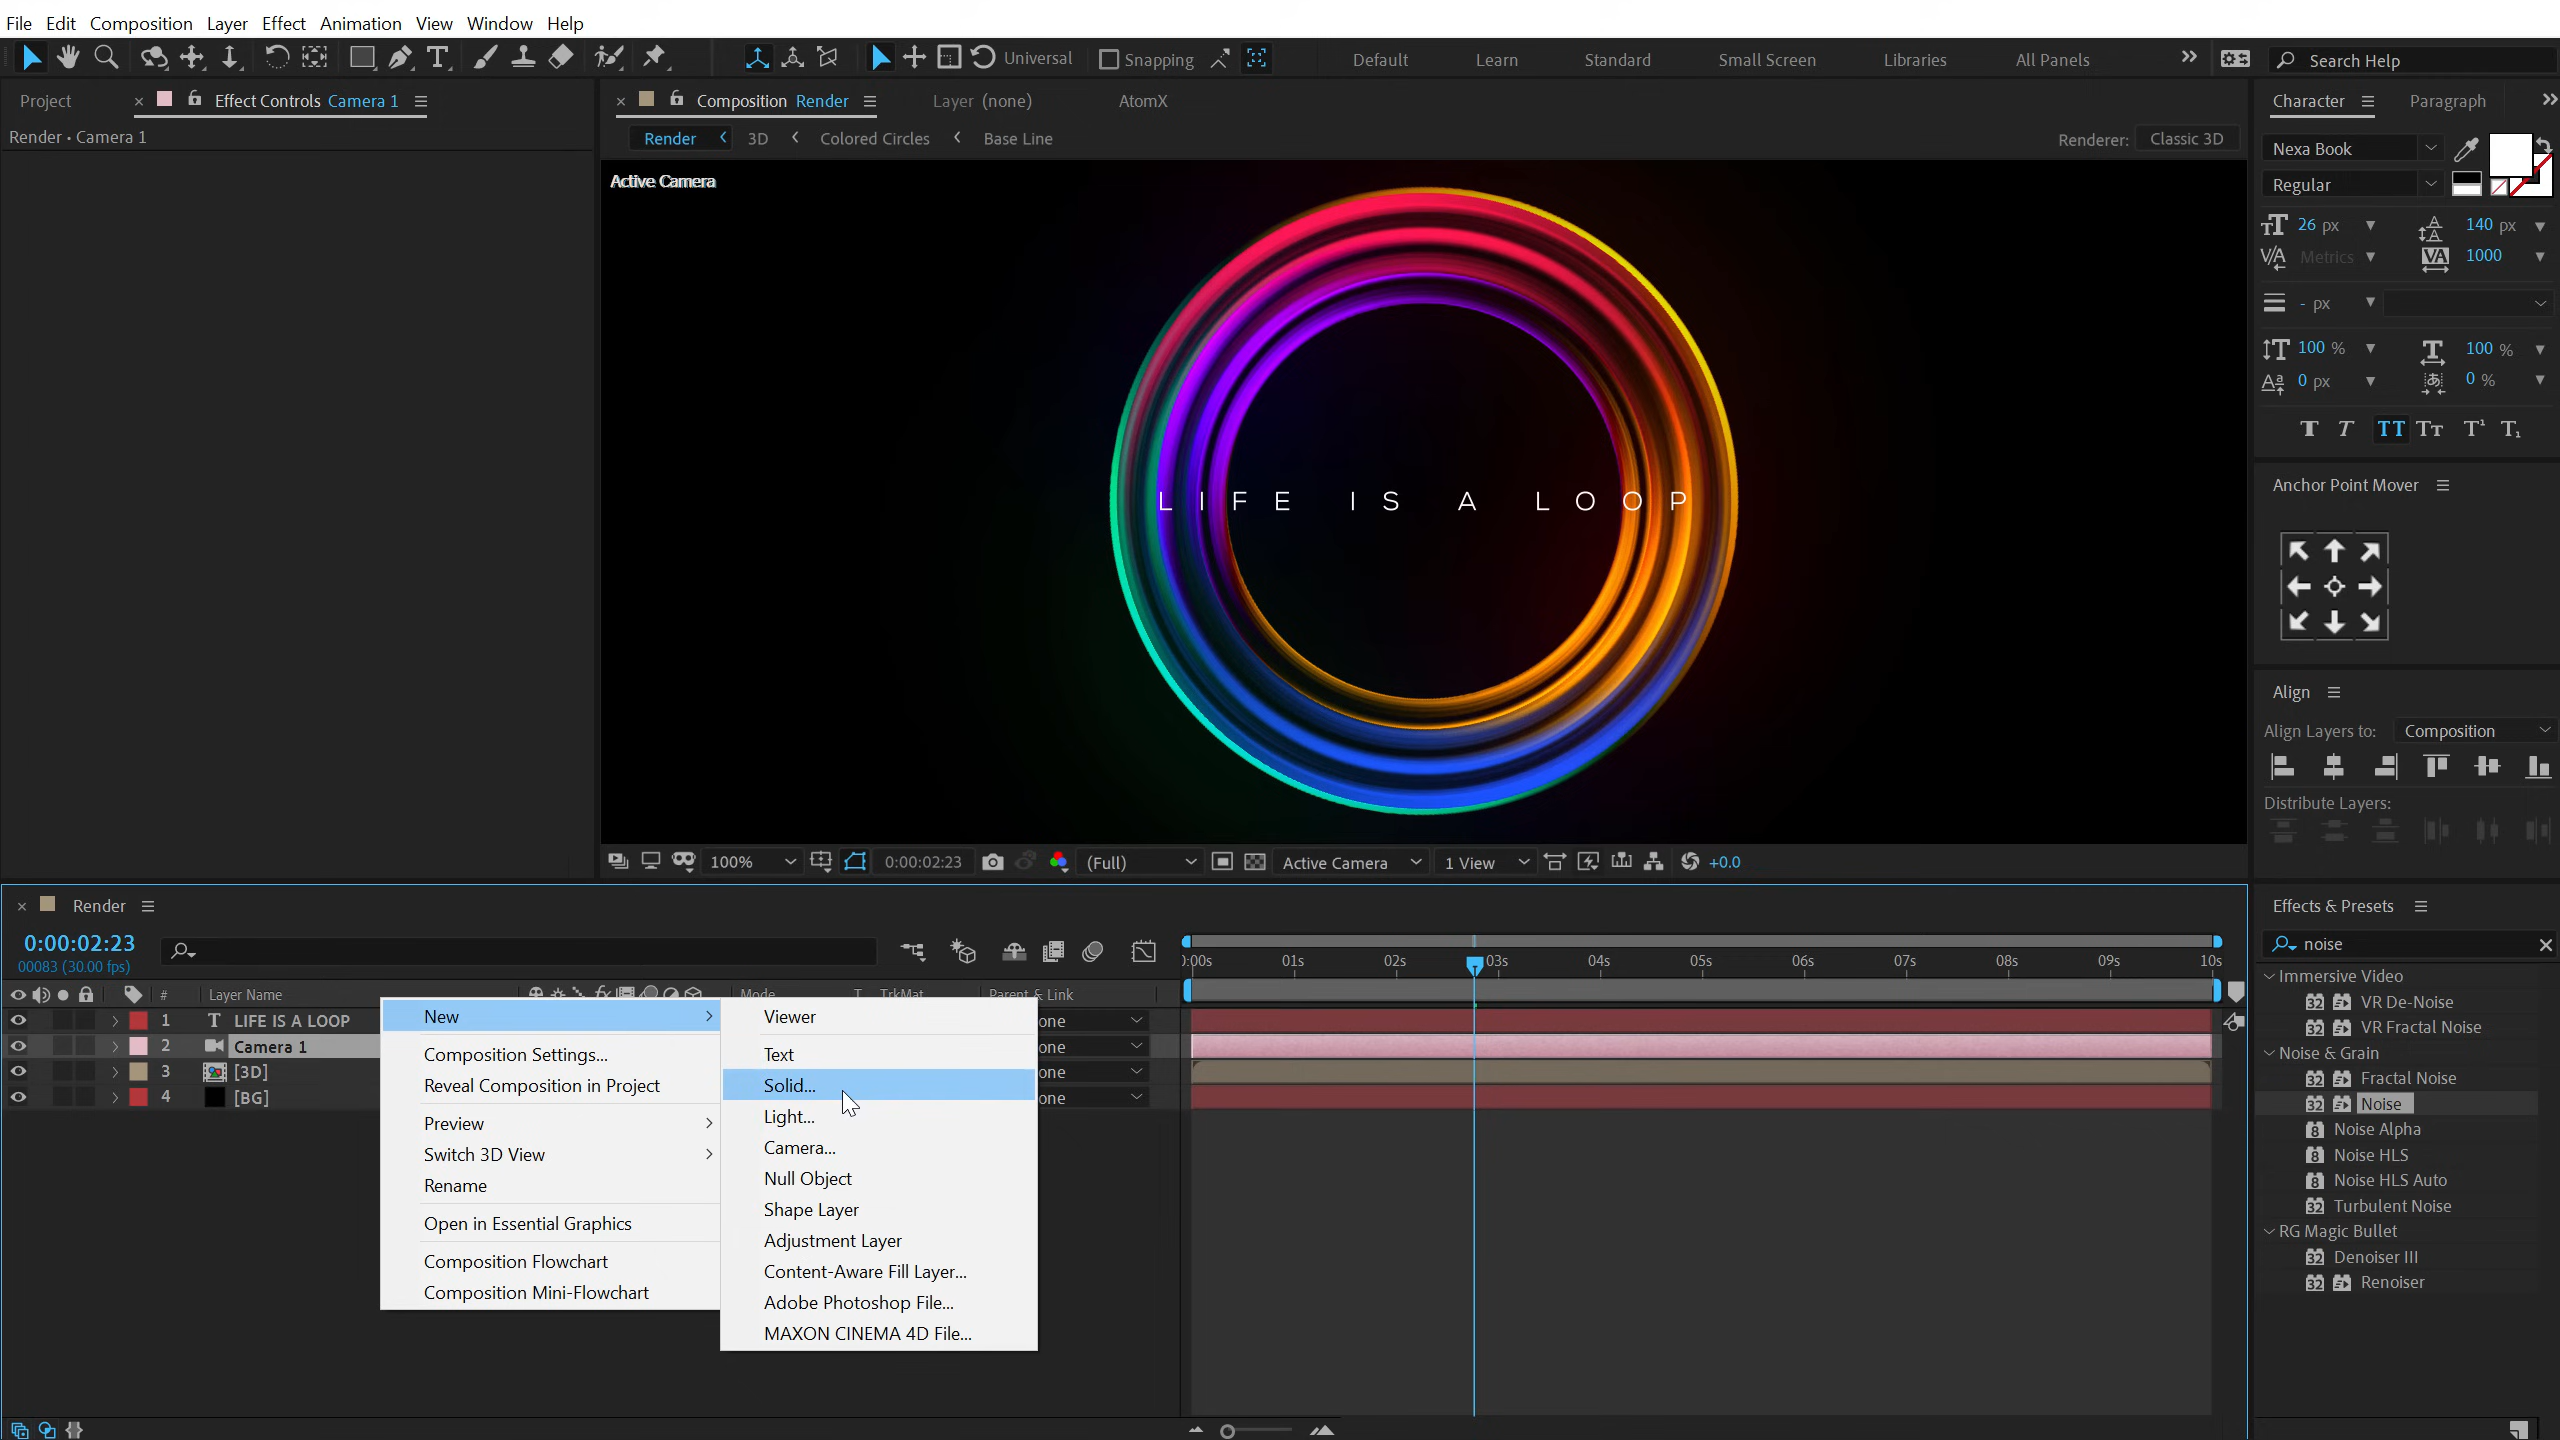 File Edit Composition Layer Effect Animation View Window Help
Universal Snapping Default Learn Standard Small Screen Libraries All Panels Search Help
Project Effect Controls Camera 1
Render • Camera 1
Composition Render Layer (none) AtomX
Render 3D Colored Circles Base Line Renderer: Classic 3D
Active Camera
LIFE IS A LOOP
100% 0:00:02:23 (Full) Active Camera 1 View +0.0
Character Paragraph
Nexa Book
Regular
26 px 140 px
Metrics 1000
- px
100 % 100 %
0 px 0 %
Anchor Point Mover
Align
Align Layers to: Composition
Distribute Layers:
Render
0:00:02:23
00083 (30.00 fps)
# Layer Name Mode T TrkMat Parent & Link
1 T LIFE IS A LOOP
2 Camera 1
3 [3D]
4 [BG]
one
one
one
one
0:00s 01s 02s 03s 04s 05s 06s 07s 08s 09s 10s
New
Composition Settings...
Reveal Composition in Project
Preview
Switch 3D View
Rename
Open in Essential Graphics
Composition Flowchart
Composition Mini-Flowchart
Viewer
Text
Solid...
Light...
Camera...
Null Object
Shape Layer
Adjustment Layer
Content-Aware Fill Layer...
Adobe Photoshop File...
MAXON CINEMA 4D File...
Effects & Presets
noise
Immersive Video
VR De-Noise
VR Fractal Noise
Noise & Grain
Fractal Noise
Noise
Noise Alpha
Noise HLS
Noise HLS Auto
Turbulent Noise
RG Magic Bullet
Denoiser III
Renoiser